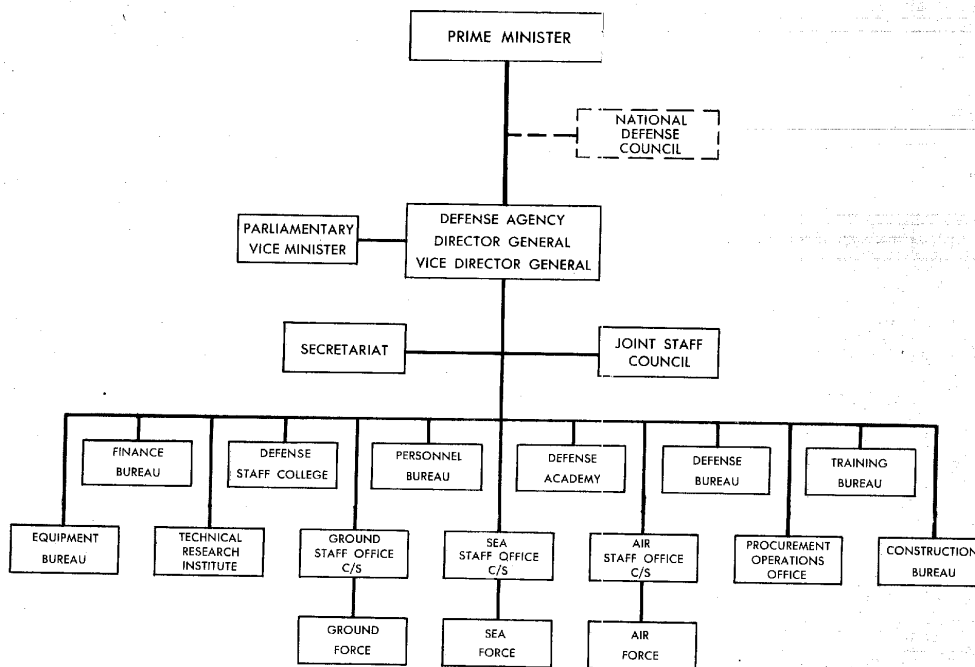 PRIME MINISTER
NATIONAL
DEFENSE
COUNCIL
PARLIAMENTARY
VICE MINISTER
DEFENSE AGENCY
DIRECTOR GENERAL
VICE DIRECTOR GENERAL
SECRETARIAT
JOINT STAFF
COUNCIL
FINANCE
BUREAU
DEFENSE
STAFF COLLEGE
PERSONNEL
BUREAU
DEFENSE
ACADEMY
DEFENSE
BUREAU
TRAINING
BUREAU
EQUIPMENT
BUREAU
TECHNICAL
RESEARCH
INSTITUTE
GROUND
STAFF OFFICE
C/S
SEA
STAFF OFFICE
C/S
AIR
STAFF OFFICE
C/S
PROCUREMENT
OPERATIONS
OFFICE
CONSTRUCTION
BUREAU
GROUND
FORCE
SEA
FORCE
AIR
FORCE